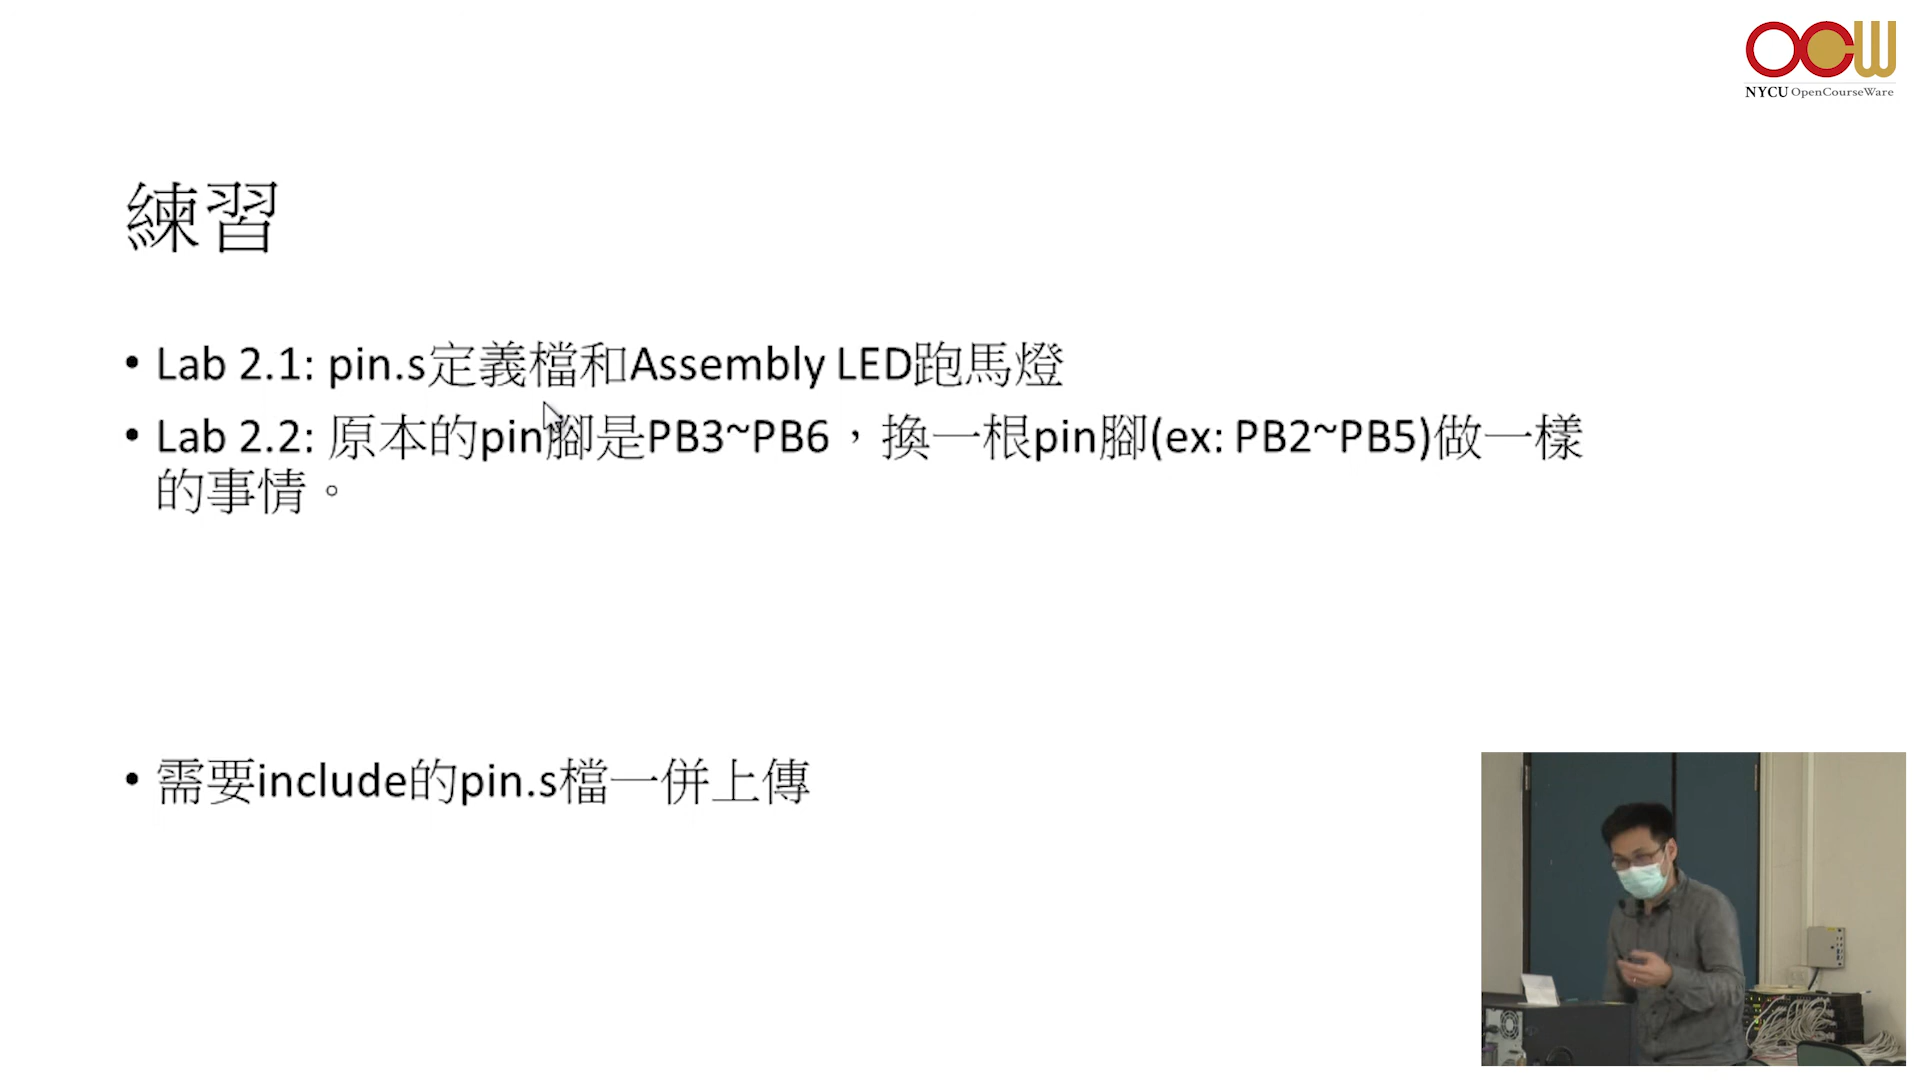 OCW
NYCU OpenCourseWare
練習
• Lab 2.1: pin.s定義檔和Assembly LED跑馬燈
• Lab 2.2: 原本的pin腳是PB3~PB6，換一根pin腳(ex: PB2~PB5)做一樣
的事情。
• 需要include的pin.s檔一併上傳